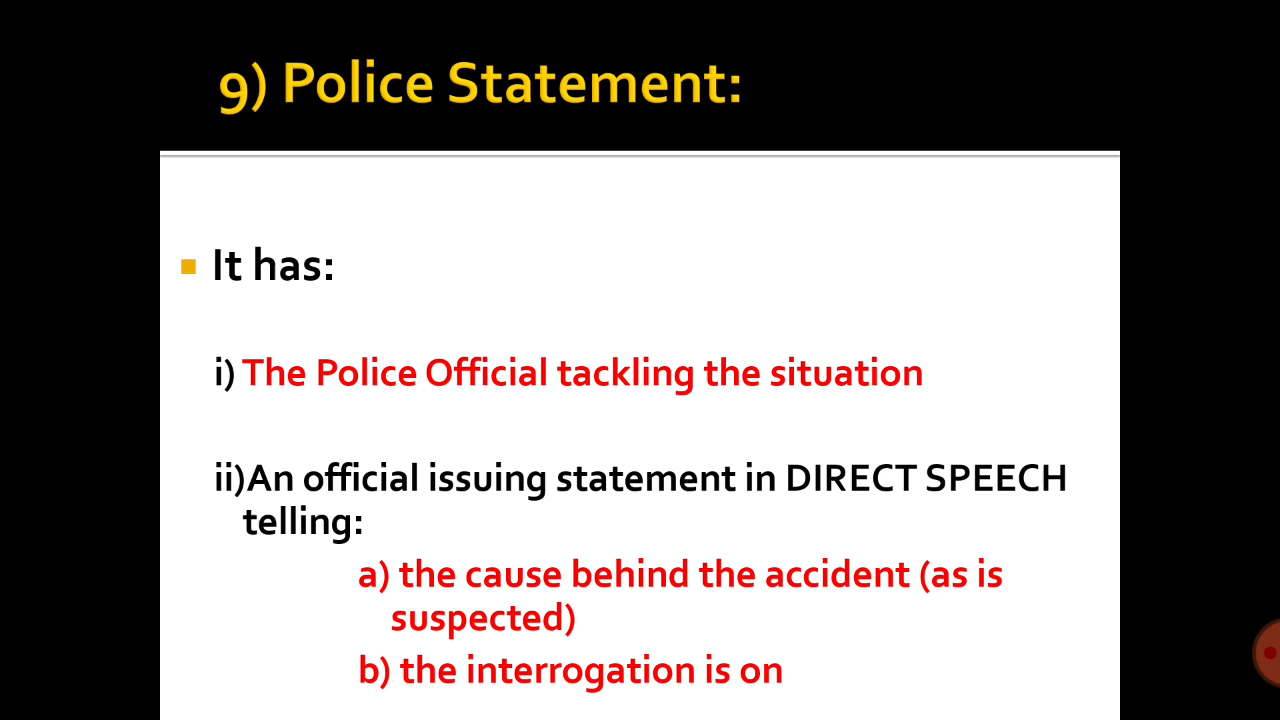 9) Police Statement:
It has:
i) The Police Official tackling the situation
ii)An official issuing statement in DIRECT SPEECH
telling:
a) the cause behind the accident (as is
suspected)
b) the interrogation is on